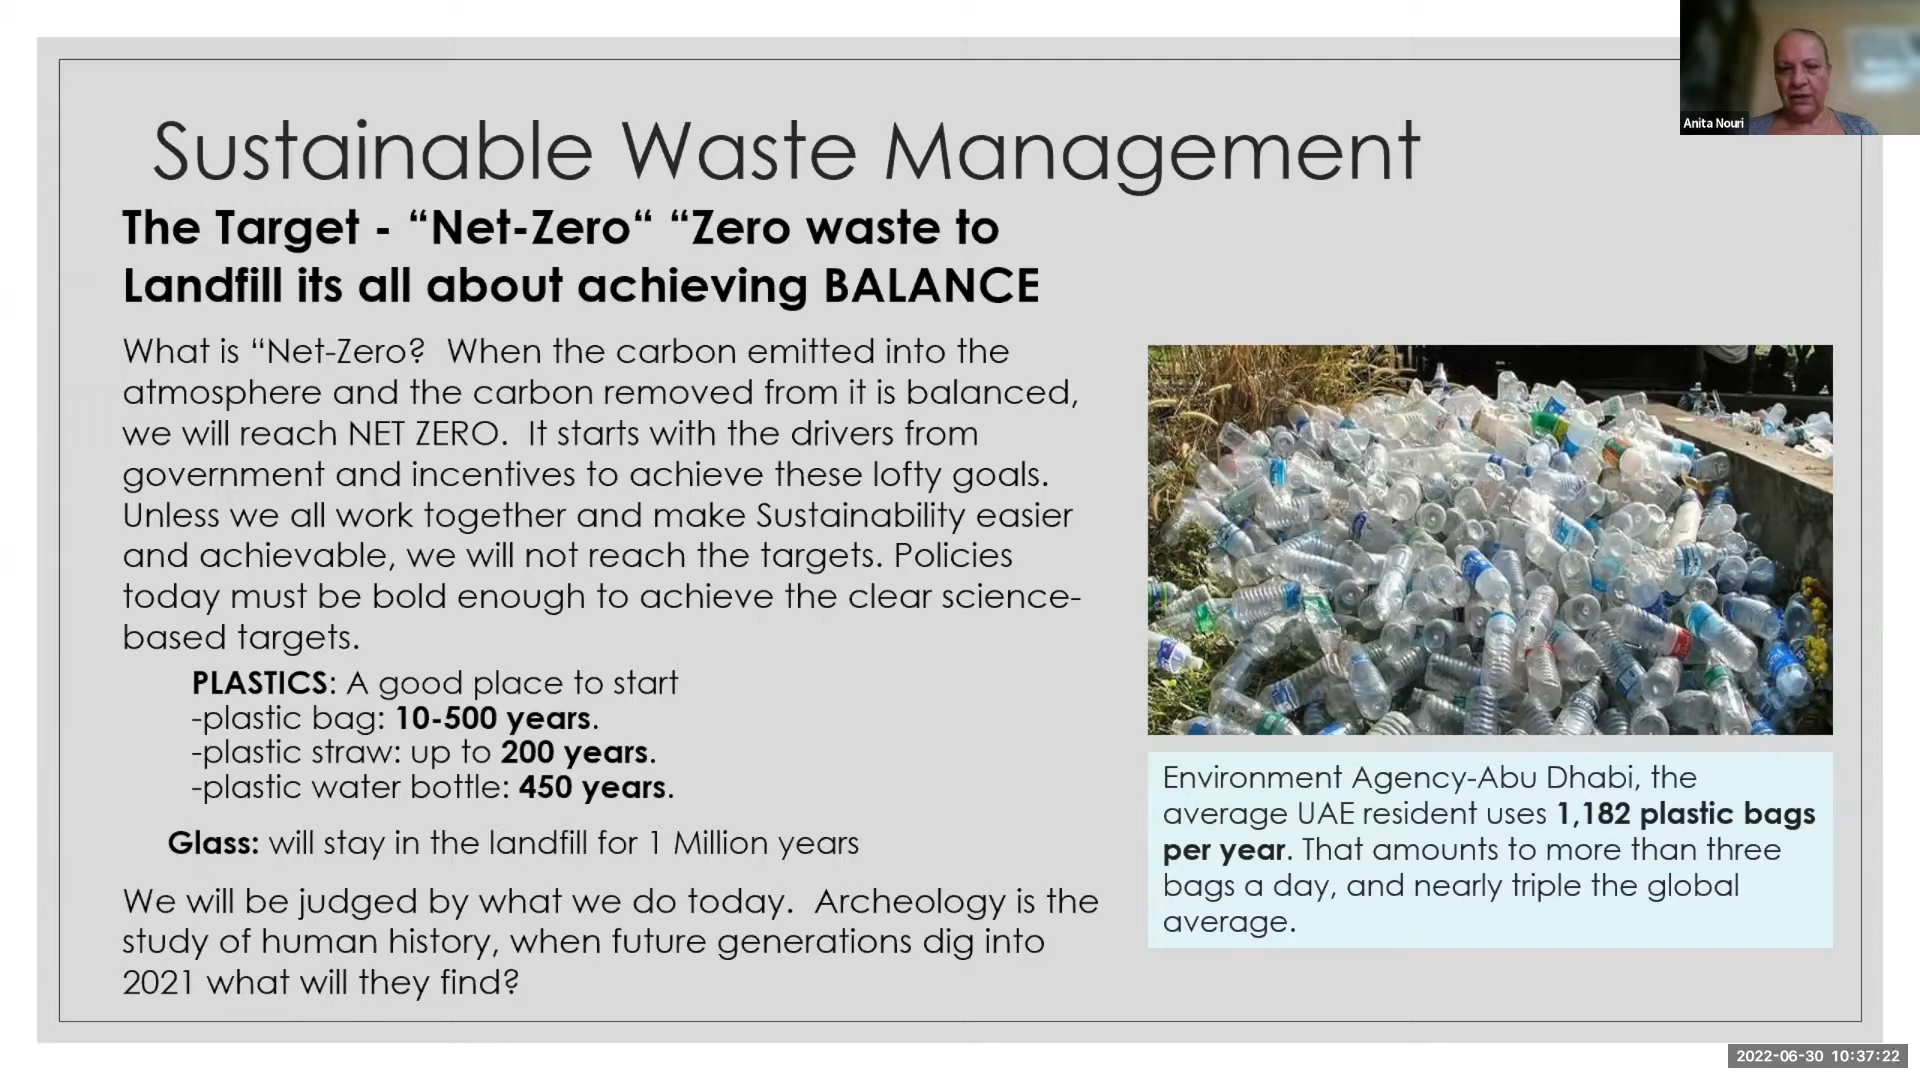 Sustainable Waste Management
The Target - “Net-Zero“ “Zero waste to
Landfill its all about achieving BALANCE
What is “Net-Zero?  When the carbon emitted into the
atmosphere and the carbon removed from it is balanced,
we will reach NET ZERO.  It starts with the drivers from
government and incentives to achieve these lofty goals.
Unless we all work together and make Sustainability easier
and achievable, we will not reach the targets. Policies
today must be bold enough to achieve the clear science-
based targets.
PLASTICS: A good place to start
-plastic bag: 10-500 years.
-plastic straw: up to 200 years.
-plastic water bottle: 450 years.
Glass: will stay in the landfill for 1 Million years
We will be judged by what we do today.  Archeology is the
study of human history, when future generations dig into
2021 what will they find?
Environment Agency-Abu Dhabi, the
average UAE resident uses 1,182 plastic bags
per year. That amounts to more than three
bags a day, and nearly triple the global
average.
Anita Nouri
2022-06-30 10:37:22